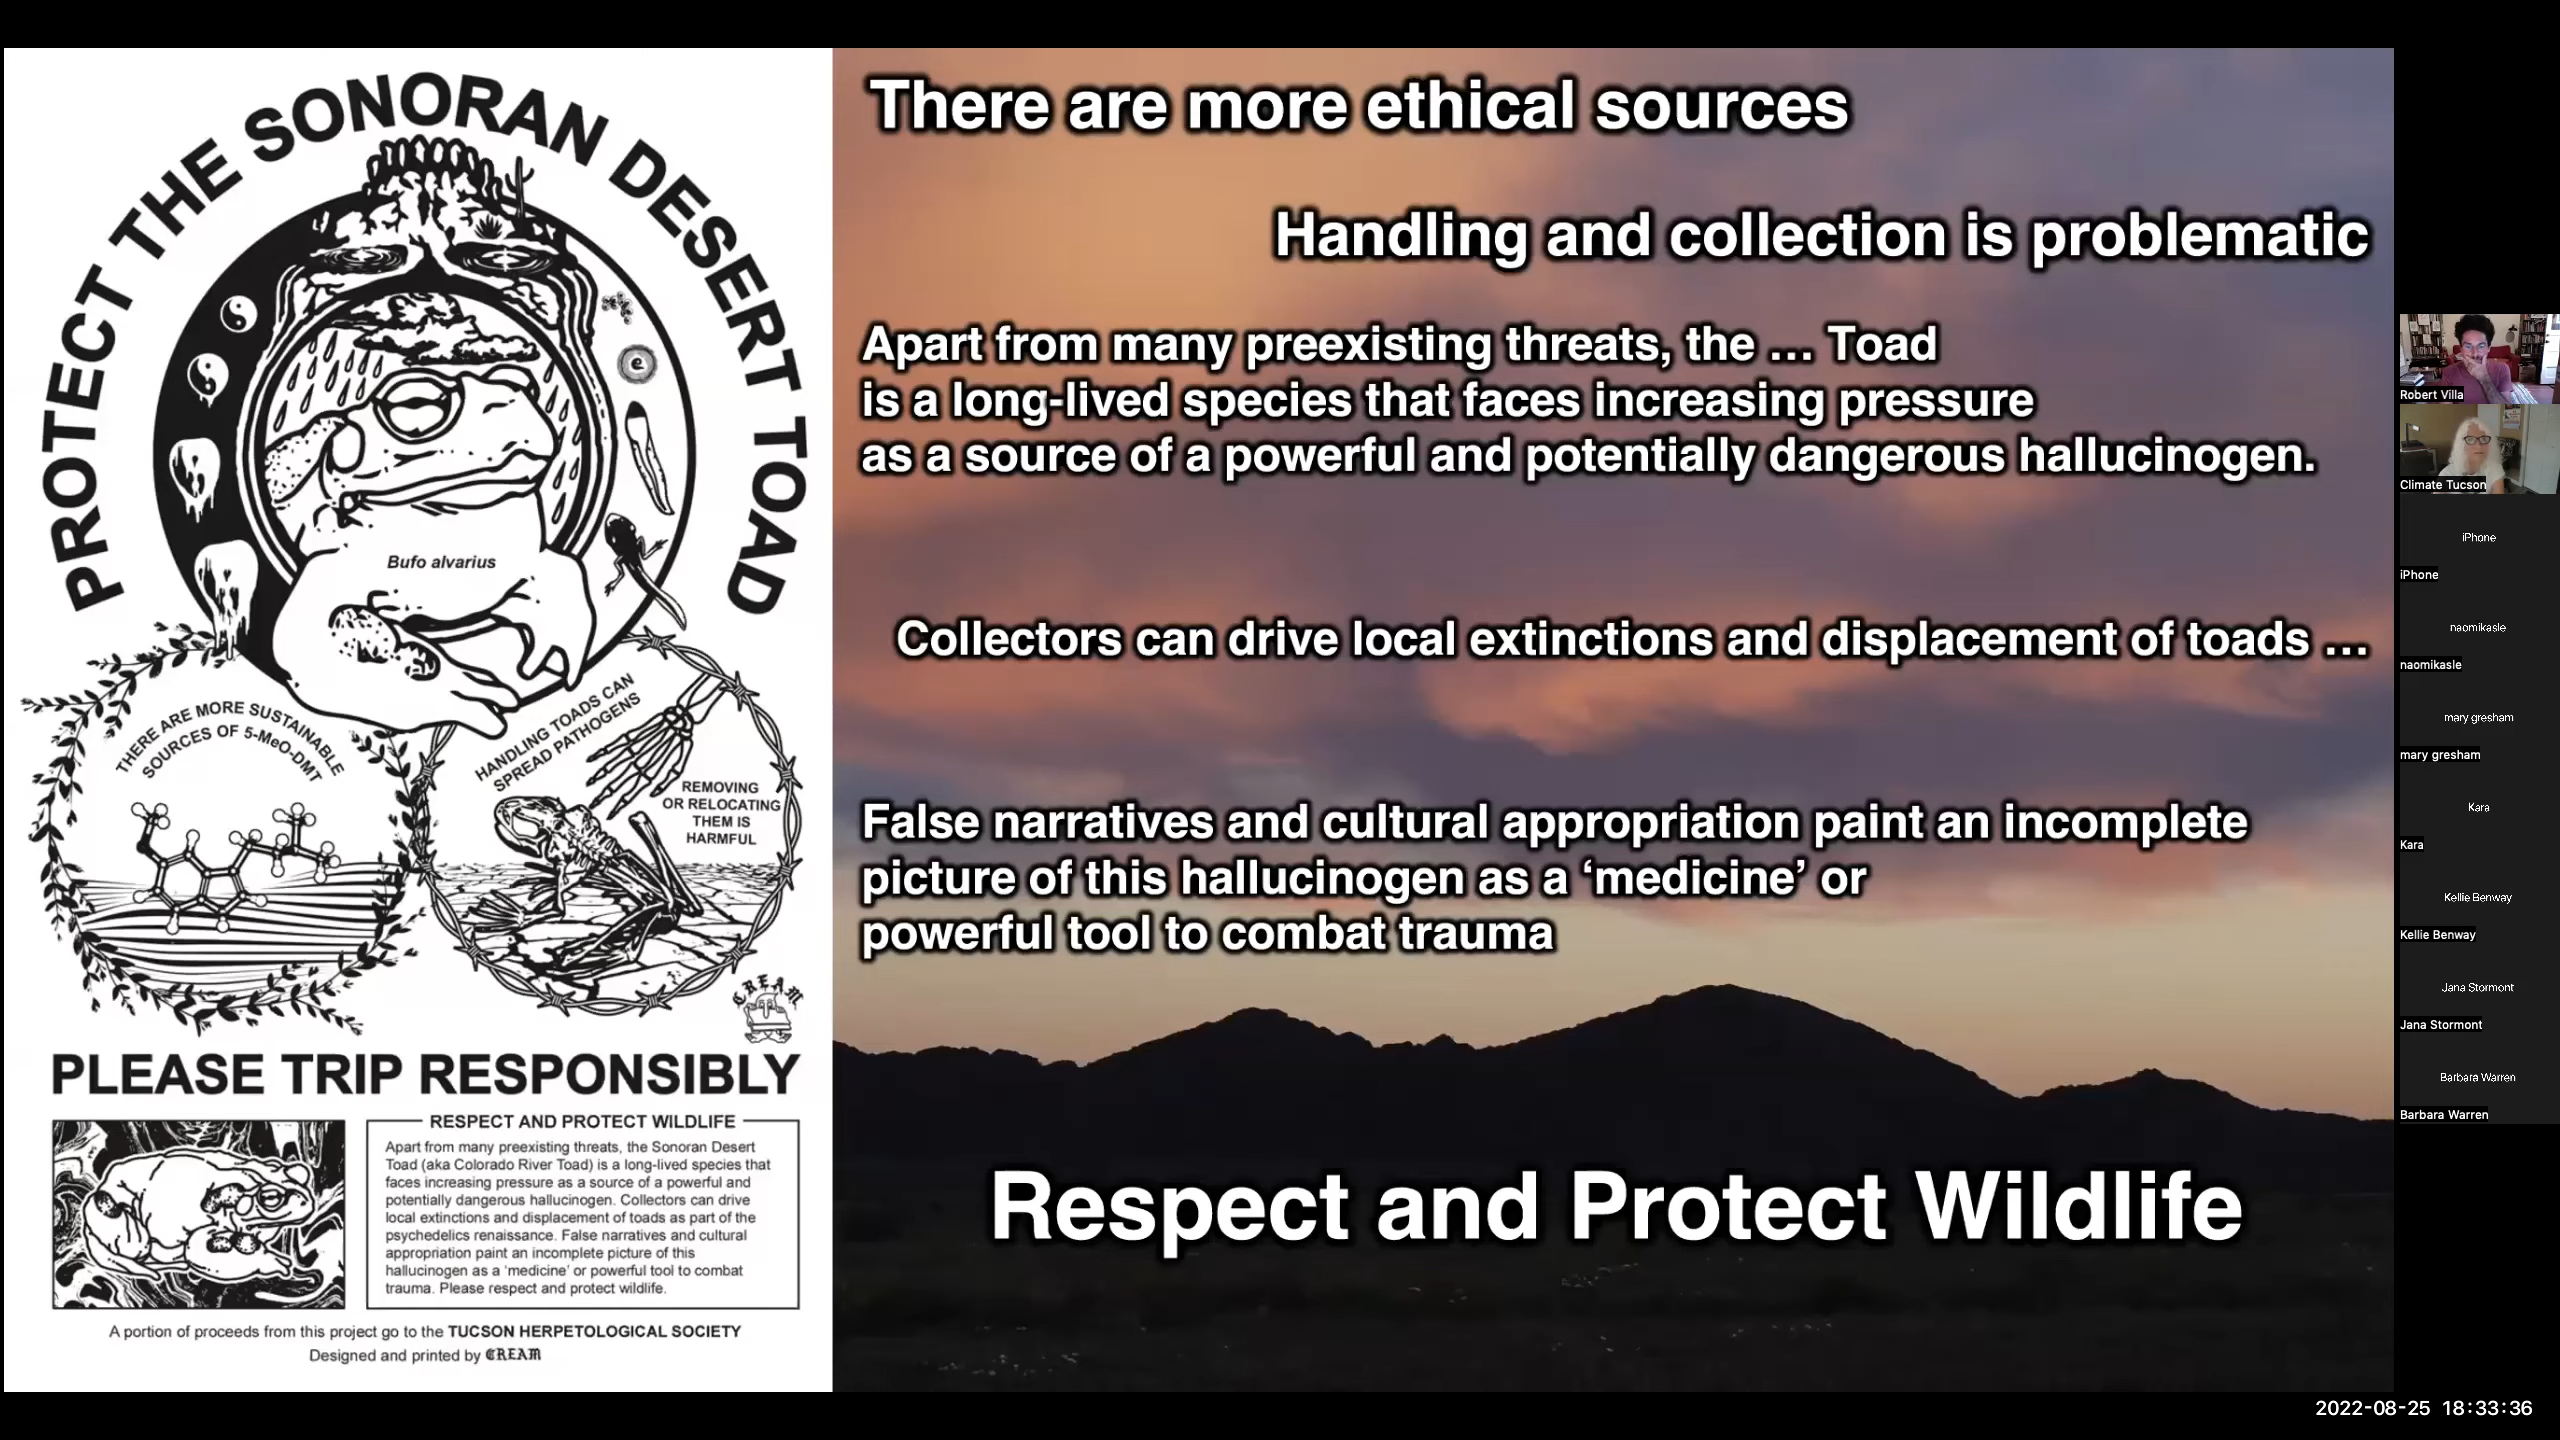 PROTECT THE SONORAN DESERT TOAD
Bufo alvarius
THERE ARE MORE SUSTAINABLE
SOURCES OF 5-MeO-DMT
HANDLING TOADS CAN
SPREAD PATHOGENS
REMOVING
OR RELOCATING
THEM IS
HARMFUL
CREAM
PLEASE TRIP RESPONSIBLY
RESPECT AND PROTECT WILDLIFE
Apart from many preexisting threats, the Sonoran Desert
Toad (aka Colorado River Toad) is a long-lived species that
faces increasing pressure as a source of a powerful and
potentially dangerous hallucinogen. Collectors can drive
local extinctions and displacement of toads as part of the
psychedelics renaissance. False narratives and cultural
appropriation paint an incomplete picture of this
hallucinogen as a 'medicine' or powerful tool to combat
trauma. Please respect and protect wildlife.
A portion of proceeds from this project go to the TUCSON HERPETOLOGICAL SOCIETY
Designed and printed by CREAM
There are more ethical sources
Handling and collection is problematic
Apart from many preexisting threats, the ... Toad
is a long-lived species that faces increasing pressure
as a source of a powerful and potentially dangerous hallucinogen.
Collectors can drive local extinctions and displacement of toads ...
False narratives and cultural appropriation paint an incomplete
picture of this hallucinogen as a ‘medicine’ or
powerful tool to combat trauma
Respect and Protect Wildlife
Robert Villa
Climate Tucson
iPhone
iPhone
naomikasle
naomikasle
mary gresham
mary gresham
Kara
Kara
Kellie Benway
Kellie Benway
Jana Stormont
Jana Stormont
Barbara Warren
Barbara Warren
2022-08-25 18:33:36